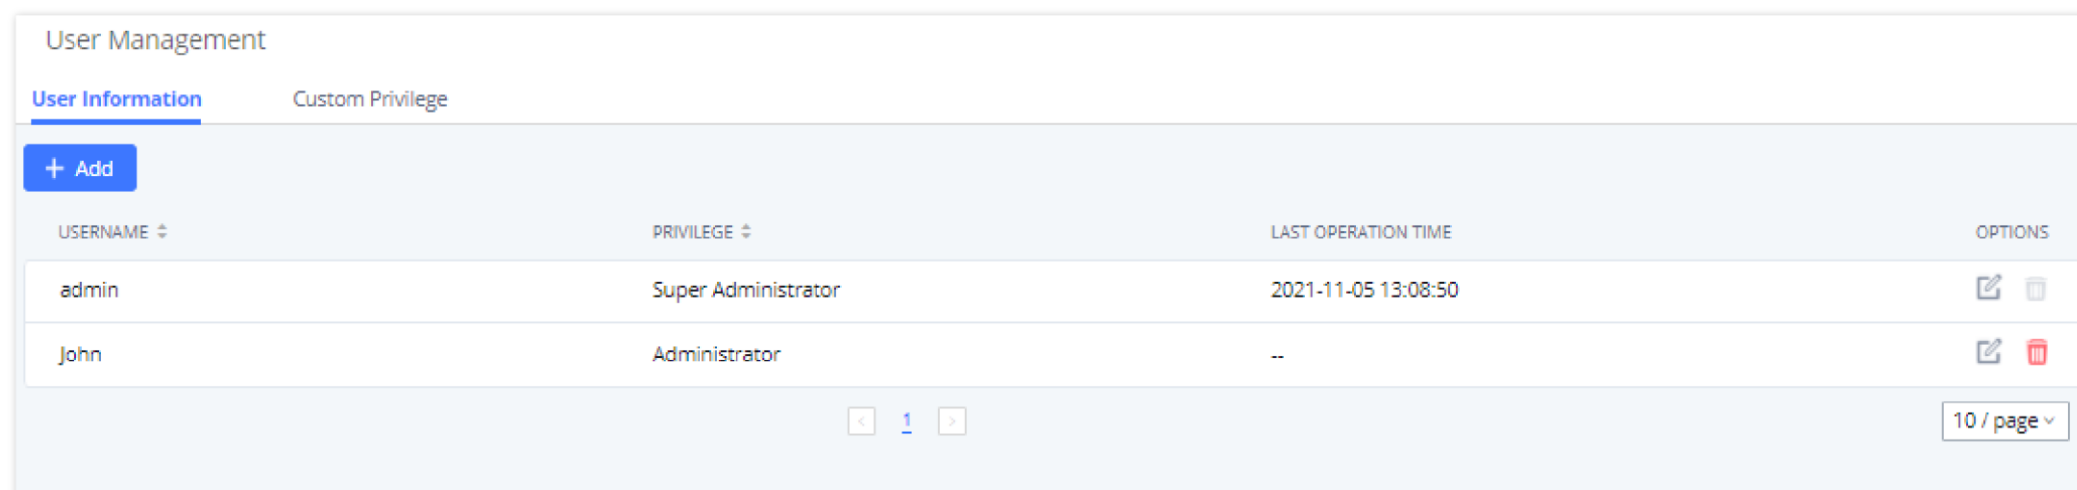 User Management
User Information Custom Privilege
+ Add
USERNAME PRIVILEGE LAST OPERATION TIME OPTIONS
admin Super Administrator 2021-11-05 13:08:50
John Administrator --
< 1 >
10 / page